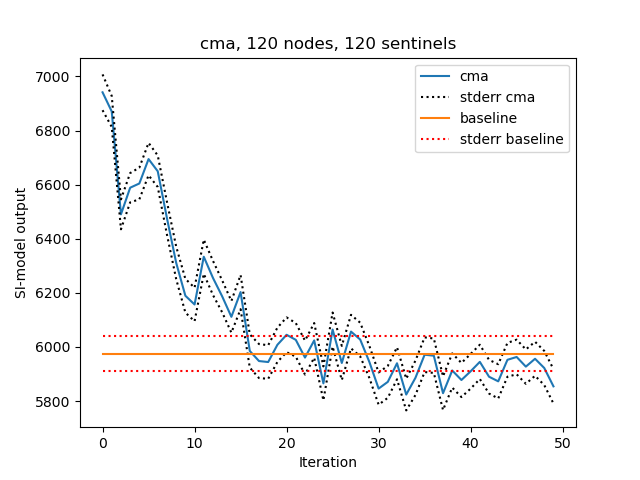 cma, 120 nodes, 120 sentinels
cma
stderr cma
baseline
stderr baseline
SI-model output
7000
6800
6600
6400
6200
6000
5800
0 10 20 30 40 50
Iteration